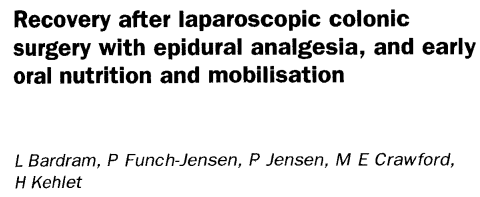 Recovery after laparoscopic colonic
surgery with epidural analgesia, and early
oral nutrition and mobilisation
L Bardram, P Funch-Jensen, P Jensen, M E Crawford,
H Kehlet